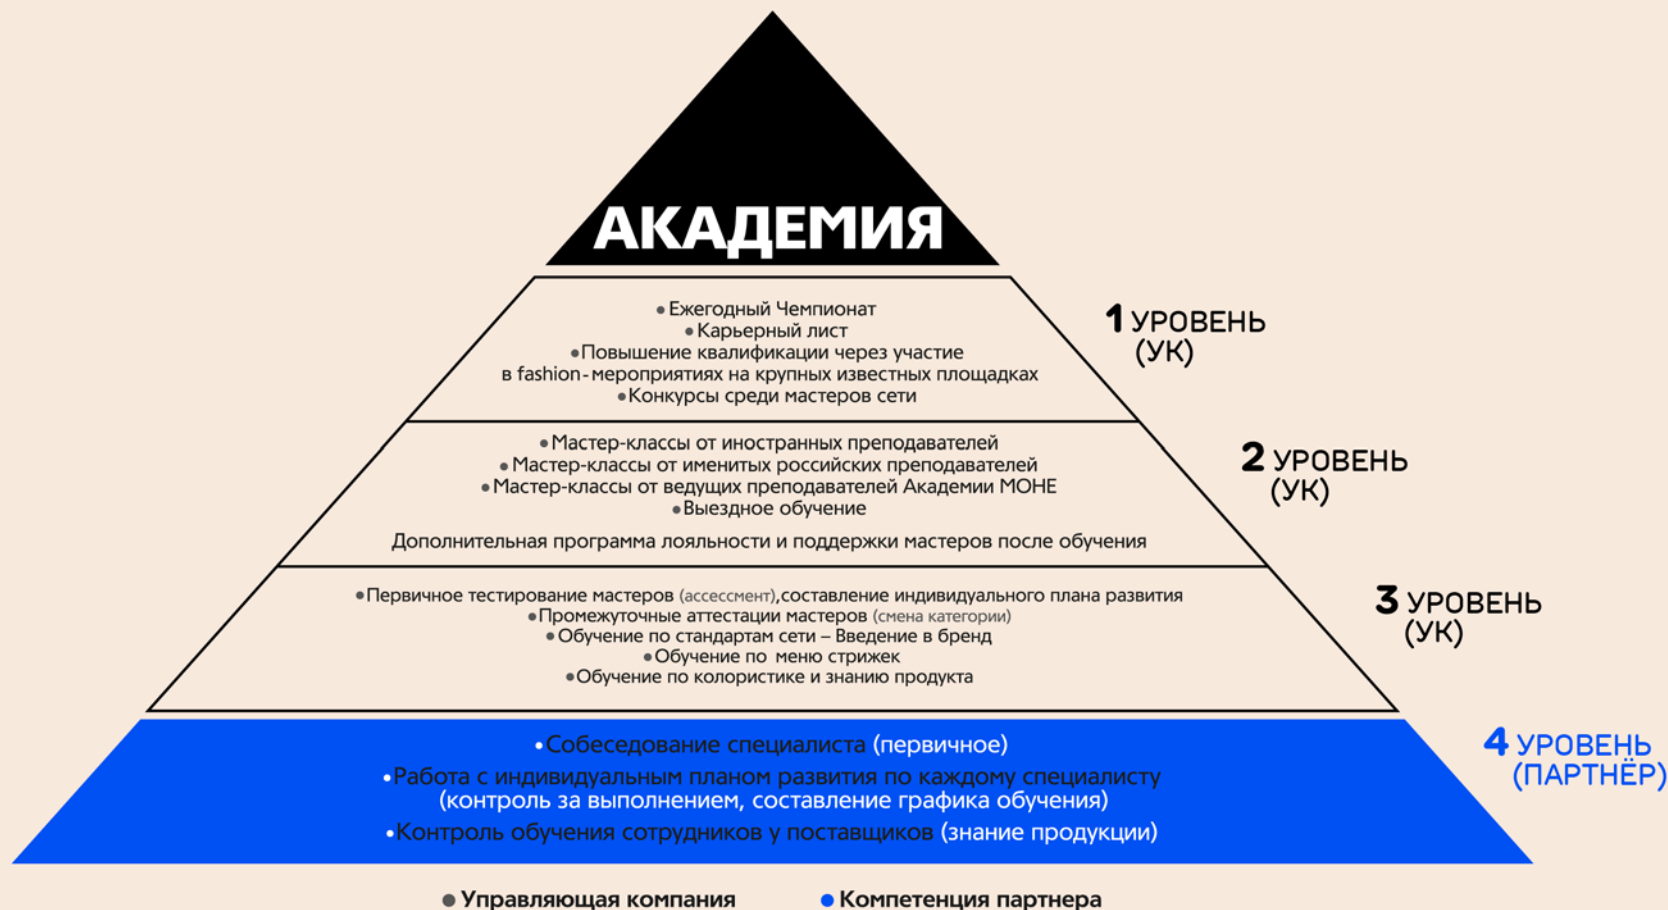 АКАДЕМИЯ
• Ежегодный Чемпионат
• Карьерный лист
• Повышение квалификации через участие
в fashion-мероприятиях на крупных известных площадках
• Конкурсы среди мастеров сети
1 УРОВЕНЬ
(УК)
• Мастер-классы от иностранных преподавателей
• Мастер-классы от именитых российских преподавателей
• Мастер-классы от ведущих преподавателей Академии МОНЕ
• Выездное обучение
Дополнительная программа лояльности и поддержки мастеров после обучения
2 УРОВЕНЬ
(УК)
• Первичное тестирование мастеров (ассессмент),составление индивидуального плана развития
• Промежуточные аттестации мастеров (смена категории)
• Обучение по стандартам сети – Введение в бренд
• Обучение по меню стрижек
• Обучение по колористике и знанию продукта
3 УРОВЕНЬ
(УК)
• Собеседование специалиста (первичное)
• Работа с индивидуальным планом развития по каждому специалисту
(контроль за выполнением, составление графика обучения)
• Контроль обучения сотрудников у поставщиков (знание продукции)
4 УРОВЕНЬ
(ПАРТНЁР)
• Управляющая компания
• Компетенция партнера